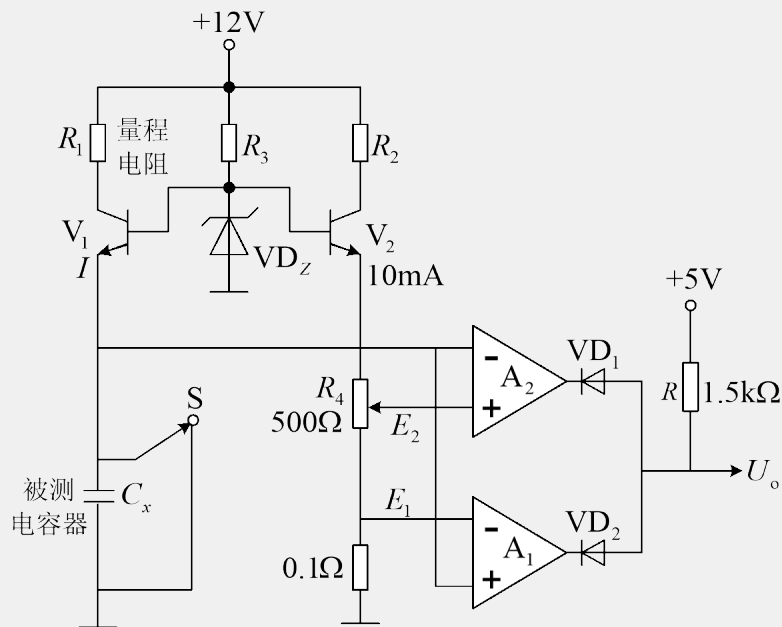 +12V
R₁
量程
电阻
R₃
R₂
V₁
I
VD_Z
V₂
10mA
+5V
R
1.5kΩ
-
A₂
+
VD₁
R₄
500Ω
E₂
S
Uₒ
被测
电容器
Cₓ
E₁
0.1Ω
-
A₁
+
VD₂